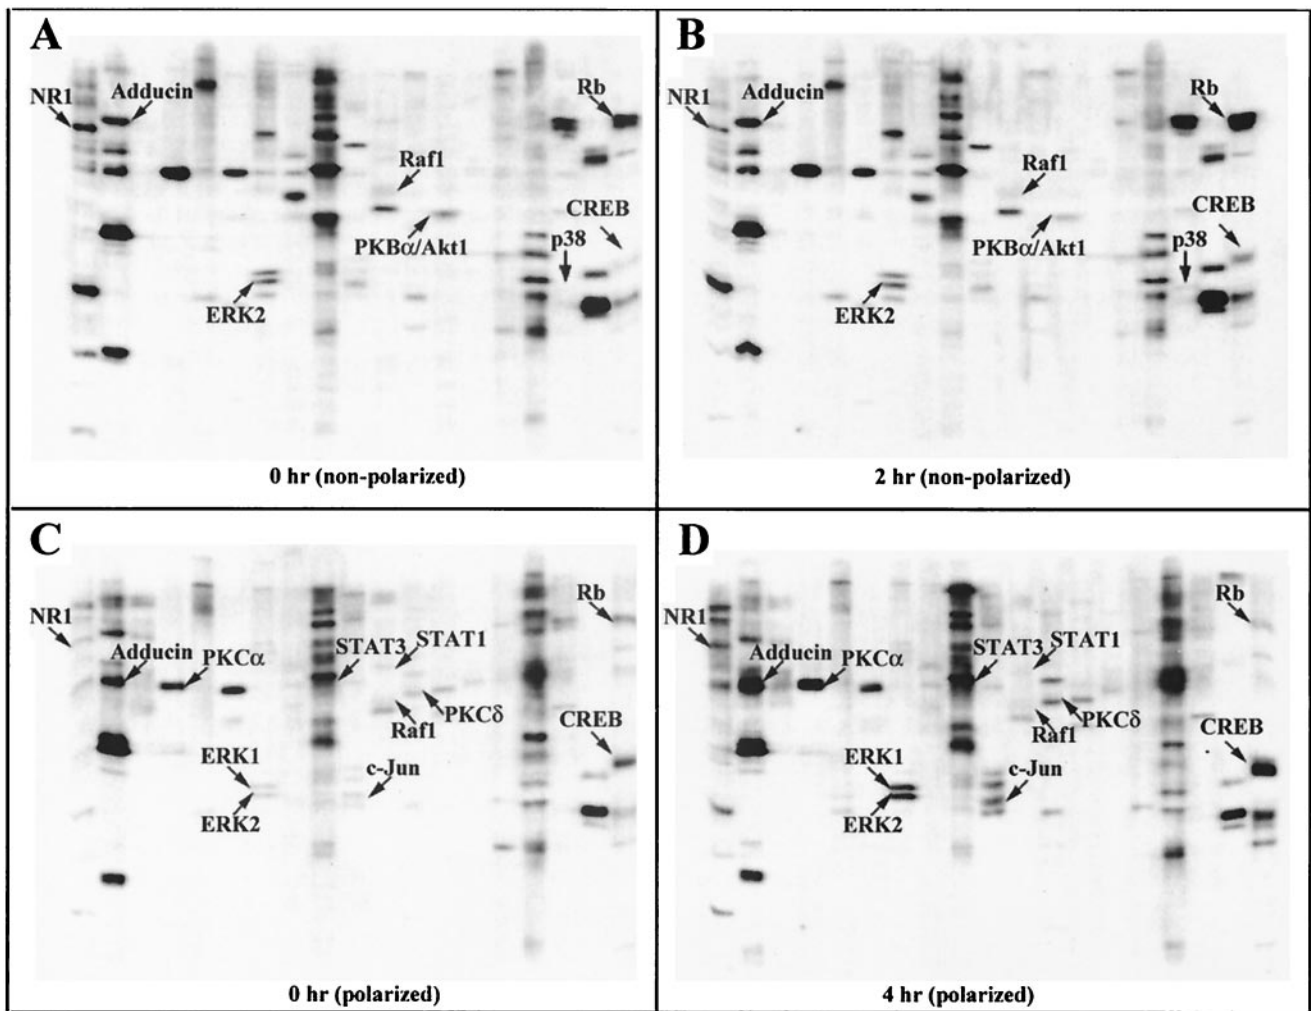 A
NR1
Adducin
Rb
Raf1
CREB
PKBα/Akt1
p38
ERK2
0 hr (non-polarized)
B
NR1
Adducin
Rb
Raf1
CREB
PKBα/Akt1
p38
ERK2
2 hr (non-polarized)
C
NR1
Rb
Adducin
PKCα
STAT3
STAT1
PKCδ
Raf1
CREB
ERK1
c-Jun
ERK2
0 hr (polarized)
D
NR1
Rb
Adducin
PKCα
STAT3
STAT1
PKCδ
Raf1
CREB
ERK1
c-Jun
ERK2
4 hr (polarized)